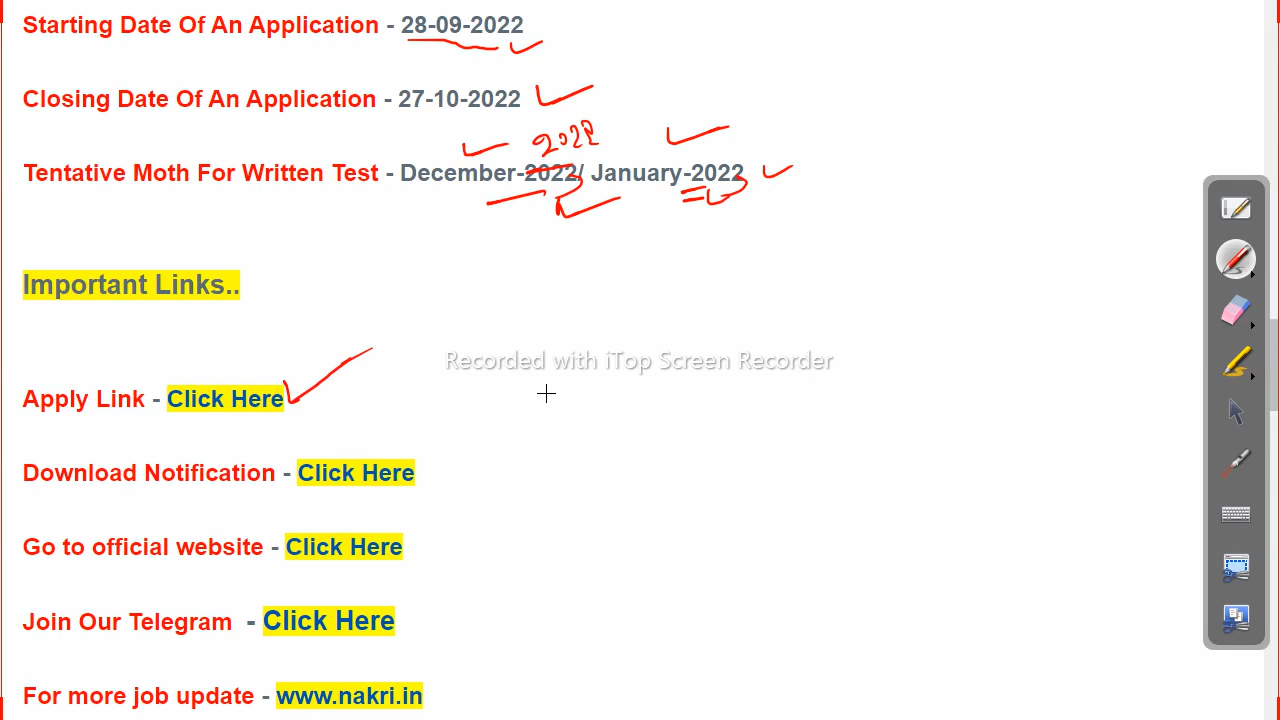 Starting Date Of An Application - 28-09-2022
Closing Date Of An Application - 27-10-2022
2022
Tentative Moth For Written Test - December-2022/ January-2022
Important Links..
Recorded with iTop Screen Recorder
Apply Link - Click Here
Download Notification - Click Here
Go to official website - Click Here
Join Our Telegram - Click Here
For more job update - www.nakri.in